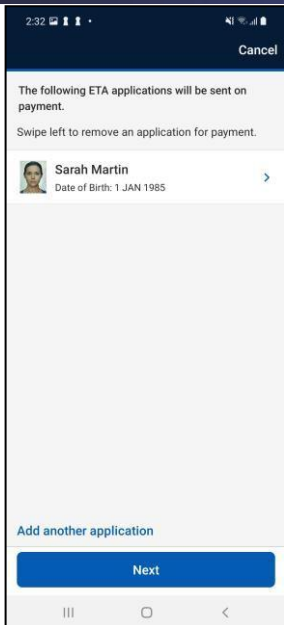 2:32
Cancel
The following ETA applications will be sent on
payment.
Swipe left to remove an application for payment.
Sarah Martin
Date of Birth: 1 JAN 1985
Add another application
Next